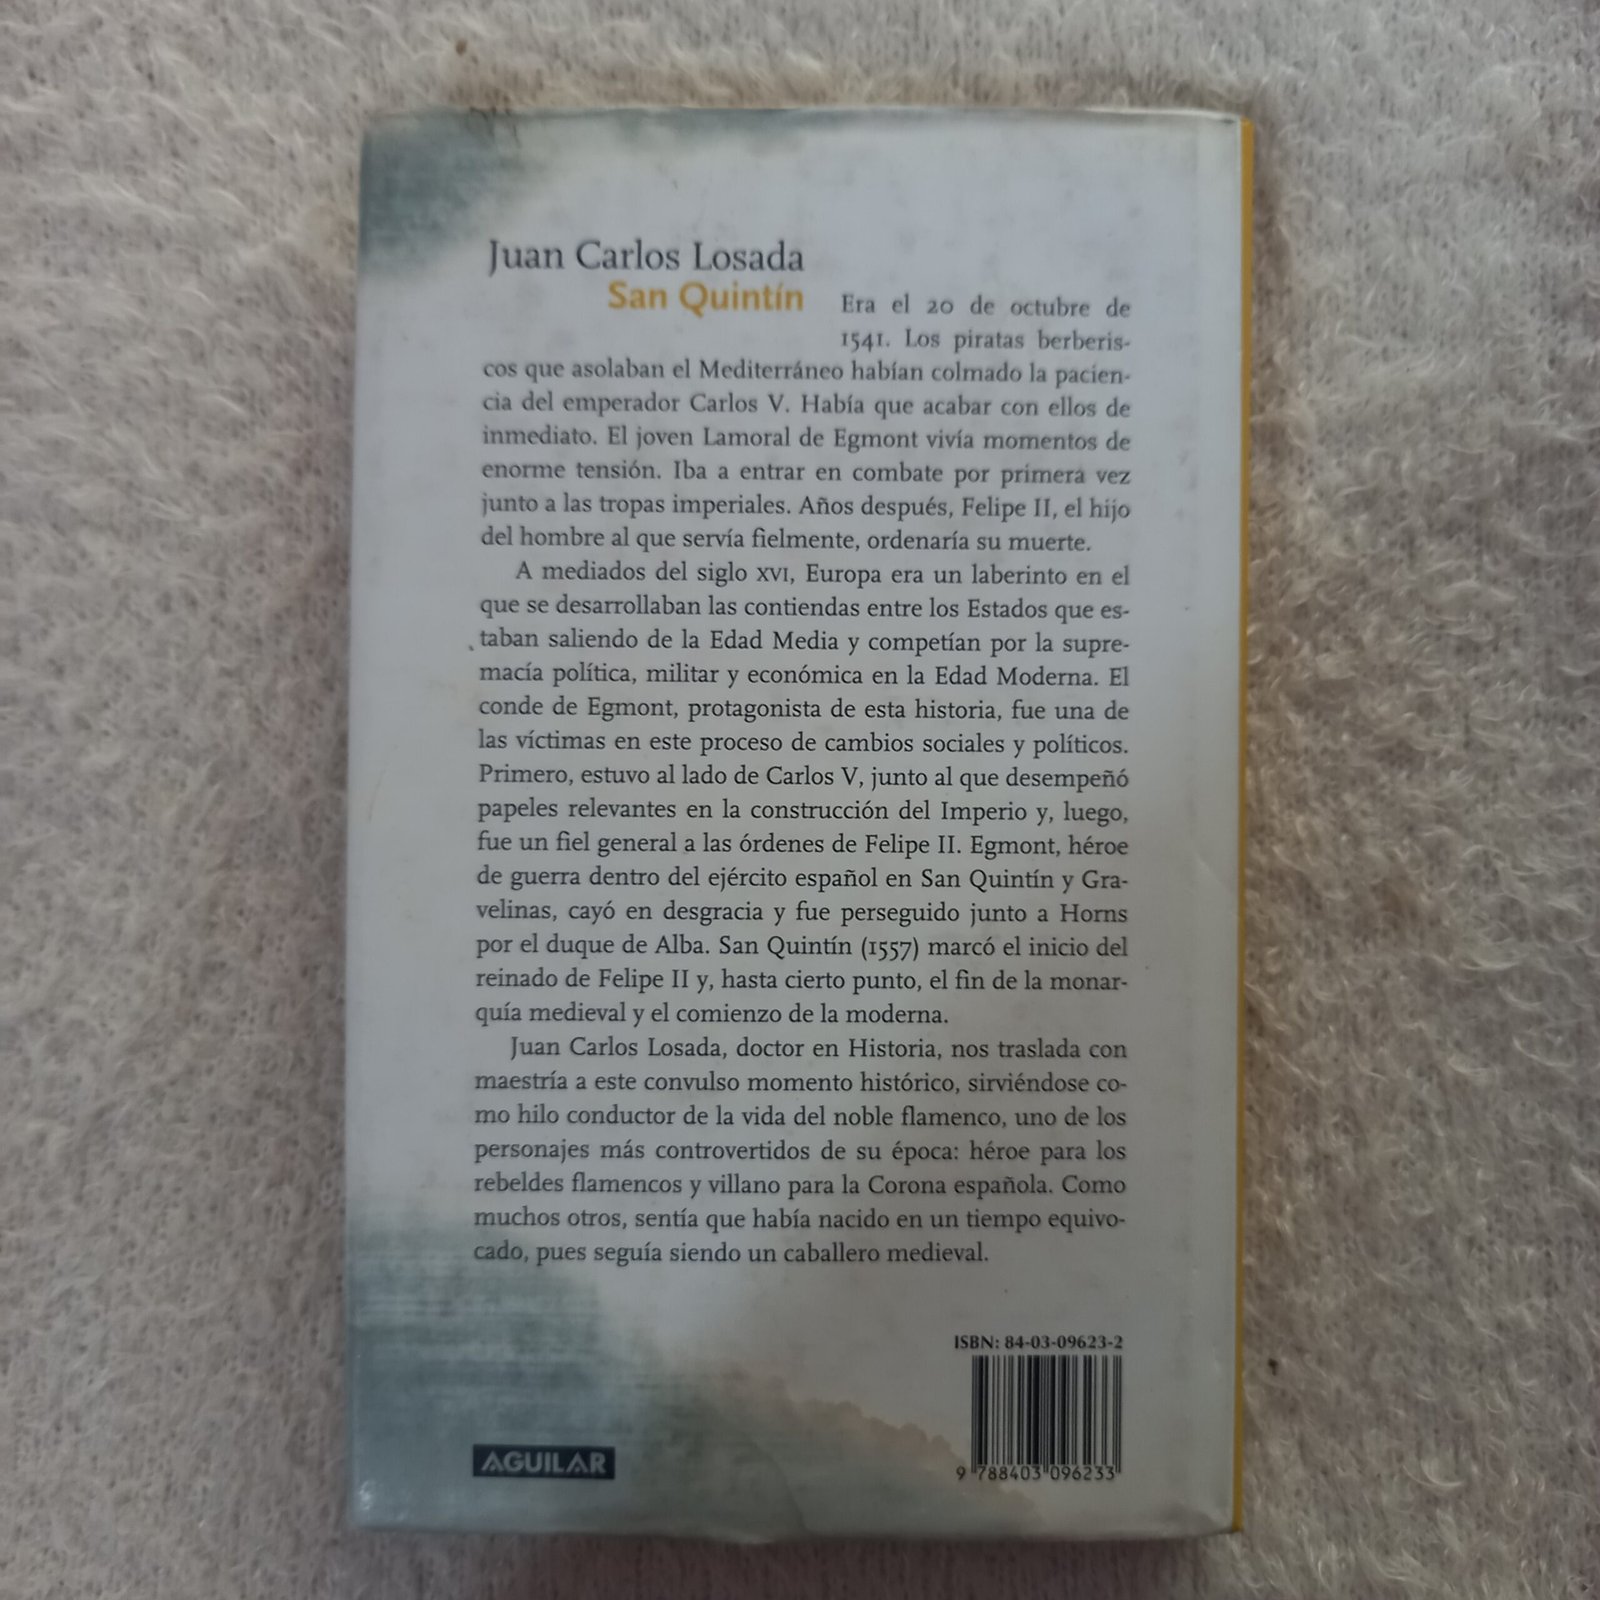 Juan Carlos Losada
San Quintín
Era el 20 de octubre de
1541. Los piratas berberis-
cos que asolaban el Mediterráneo habían colmado la pacien-
cia del emperador Carlos V. Había que acabar con ellos de
inmediato. El joven Lamoral de Egmont vivía momentos de
enorme tensión. Iba a entrar en combate por primera vez
junto a las tropas imperiales. Años después, Felipe II, el hijo
del hombre al que servía fielmente, ordenaría su muerte.
A mediados del siglo XVI, Europa era un laberinto en el
que se desarrollaban las contiendas entre los Estados que es-
taban saliendo de la Edad Media y competían por la supre-
macía política, militar y económica en la Edad Moderna. El
conde de Egmont, protagonista de esta historia, fue una de
las víctimas en este proceso de cambios sociales y políticos.
Primero, estuvo al lado de Carlos V, junto al que desempeñó
papeles relevantes en la construcción del Imperio y, luego,
fue un fiel general a las órdenes de Felipe II. Egmont, héroe
de guerra dentro del ejército español en San Quintín y Gra-
velinas, cayó en desgracia y fue perseguido junto a Horns
por el duque de Alba. San Quintín (1557) marcó el inicio del
reinado de Felipe II y, hasta cierto punto, el fin de la monar-
quía medieval y el comienzo de la moderna.
Juan Carlos Losada, doctor en Historia, nos traslada con
maestría a este convulso momento histórico, sirviéndose co-
mo hilo conductor de la vida del noble flamenco, uno de los
personajes más controvertidos de su época: héroe para los
rebeldes flamencos y villano para la Corona española. Como
muchos otros, sentía que había nacido en un tiempo equivo-
cado, pues seguía siendo un caballero medieval.
ISBN: 84-03-09623-2
9 788403 096233
AGUILAR